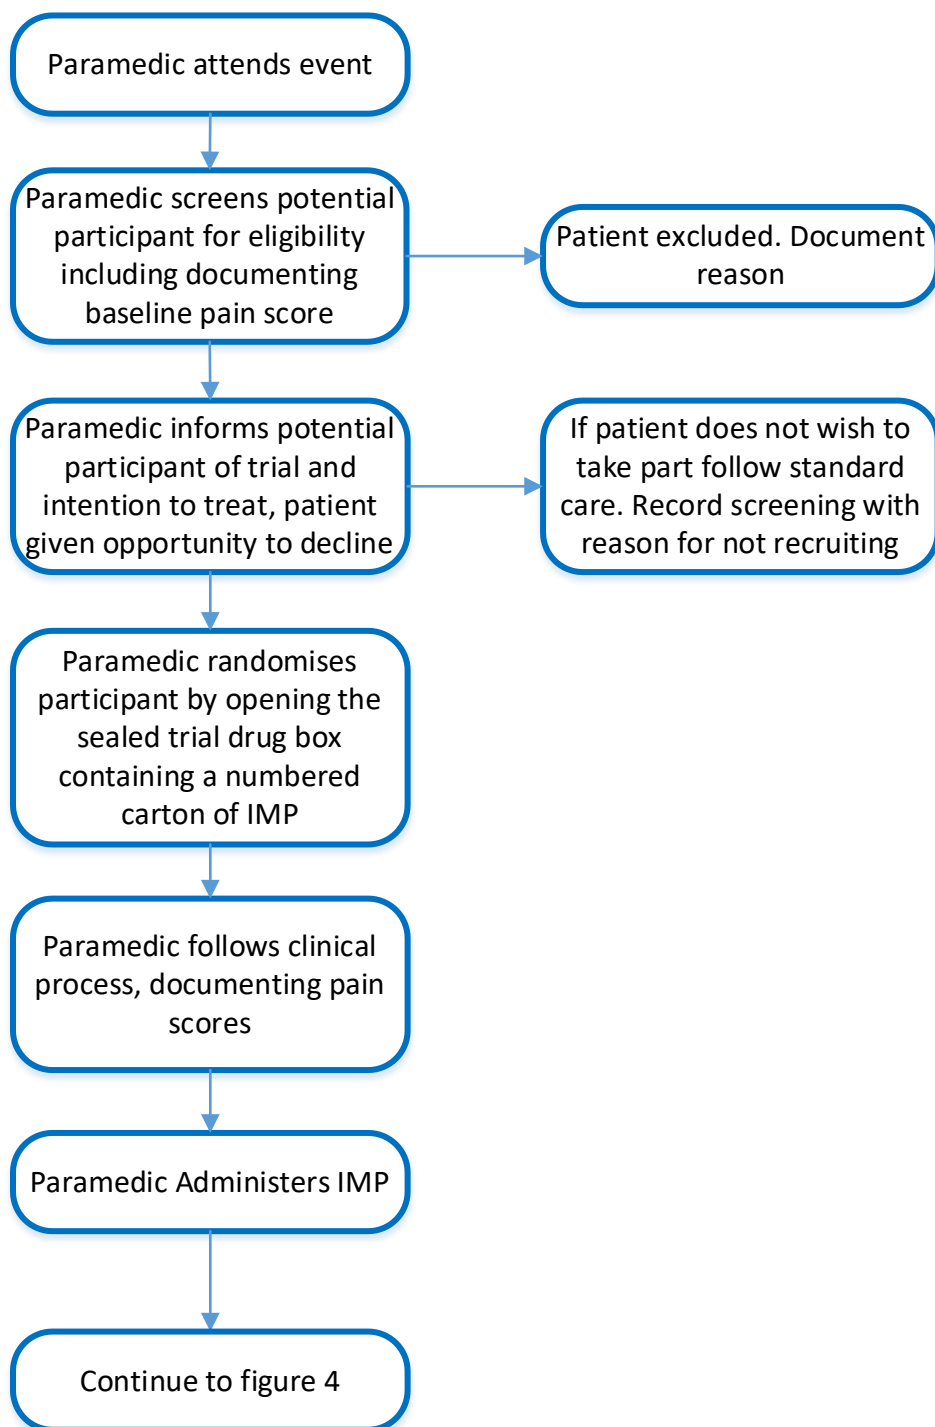 Paramedic attends event
Paramedic screens potential
participant for eligibility
including documenting
baseline pain score
Patient excluded. Document
reason
Paramedic informs potential
participant of trial and
intention to treat, patient
given opportunity to decline
If patient does not wish to
take part follow standard
care. Record screening with
reason for not recruiting
Paramedic randomises
participant by opening the
sealed trial drug box
containing a numbered
carton of IMP
Paramedic follows clinical
process, documenting pain
scores
Paramedic Administers IMP
Continue to figure 4